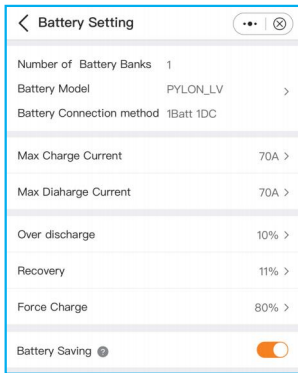 Battery Setting
Number of Battery Banks 1
Battery Model PYLON_LV
Battery Connection method 1Batt 1DC
Max Charge Current 70A
Max Diaharge Current 70A
Over discharge 10%
Recovery 11%
Force Charge 80%
Battery Saving ?